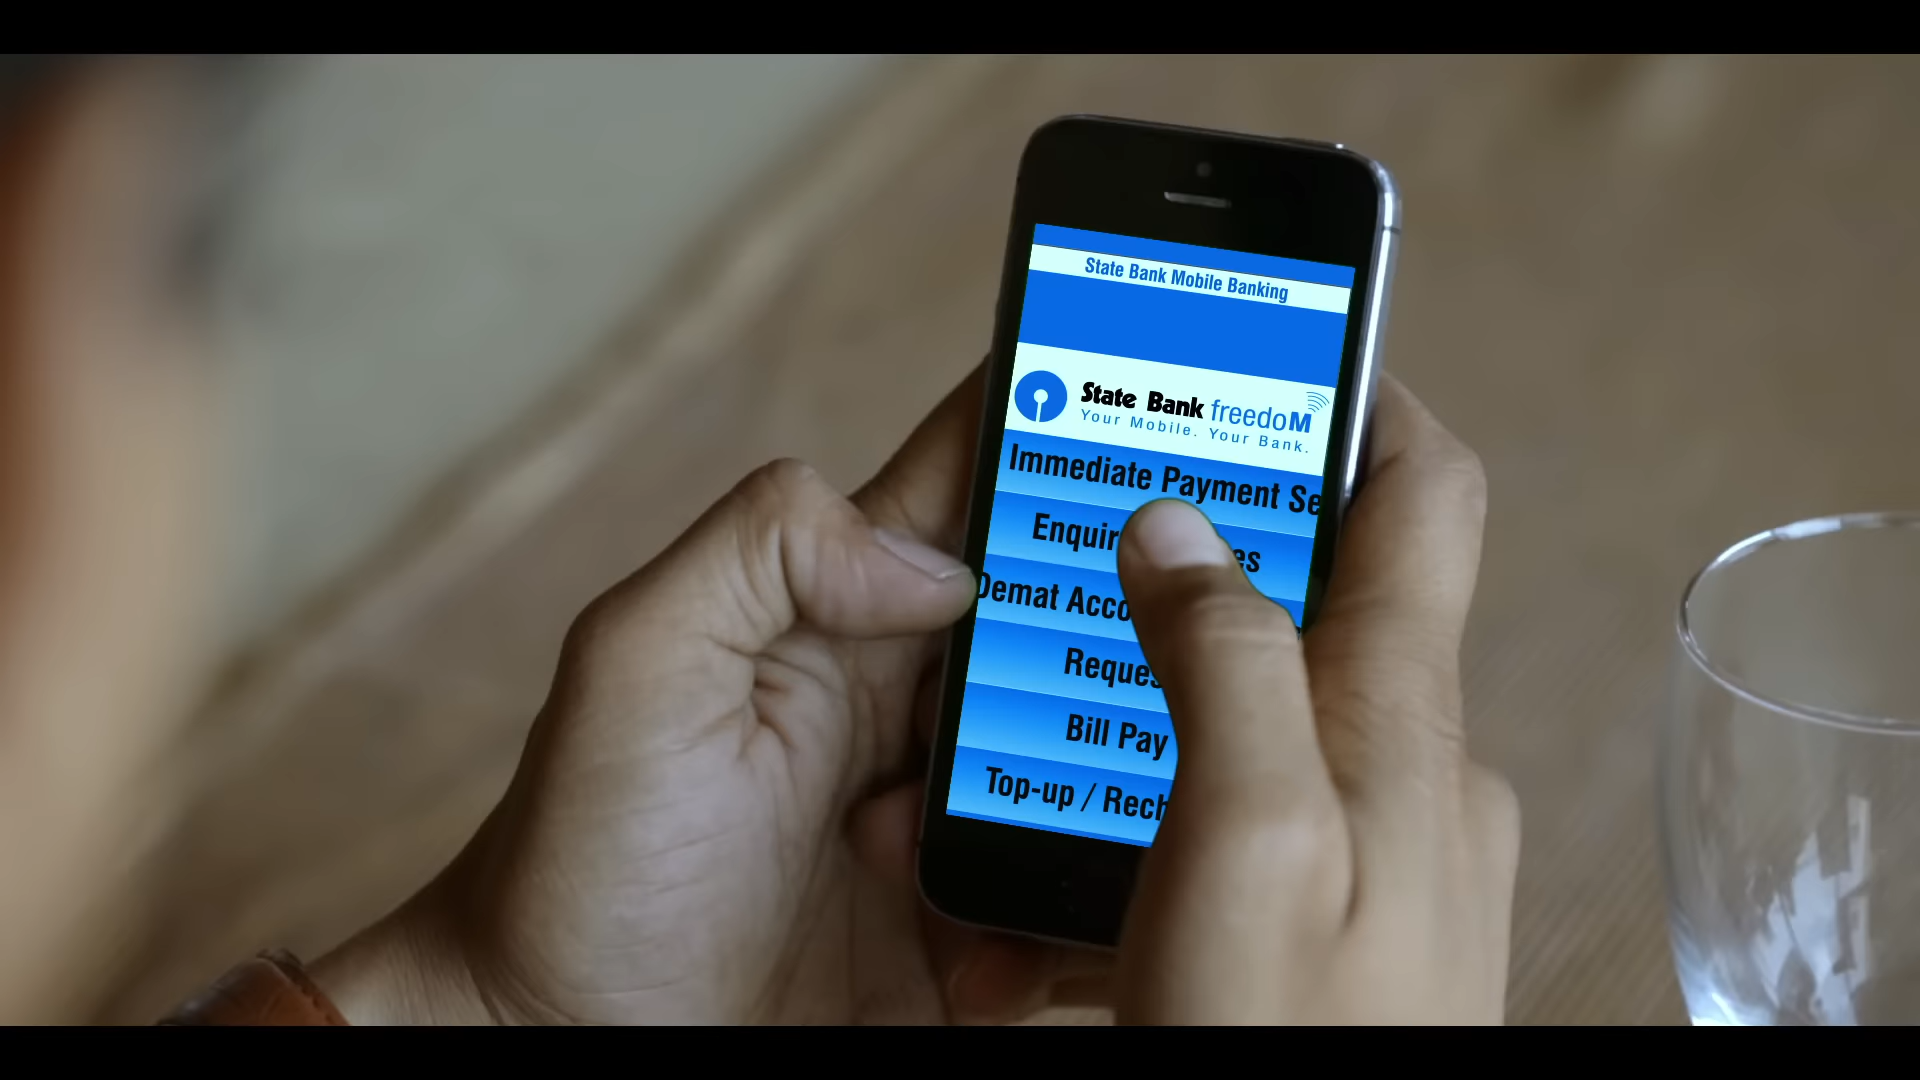 State Bank Mobile Banking
State Bank freedoM
Your Mobile. Your Bank.
Immediate Payment Se
Enquir es
Demat Acco
Reques
Bill Pay
Top-up / Rech